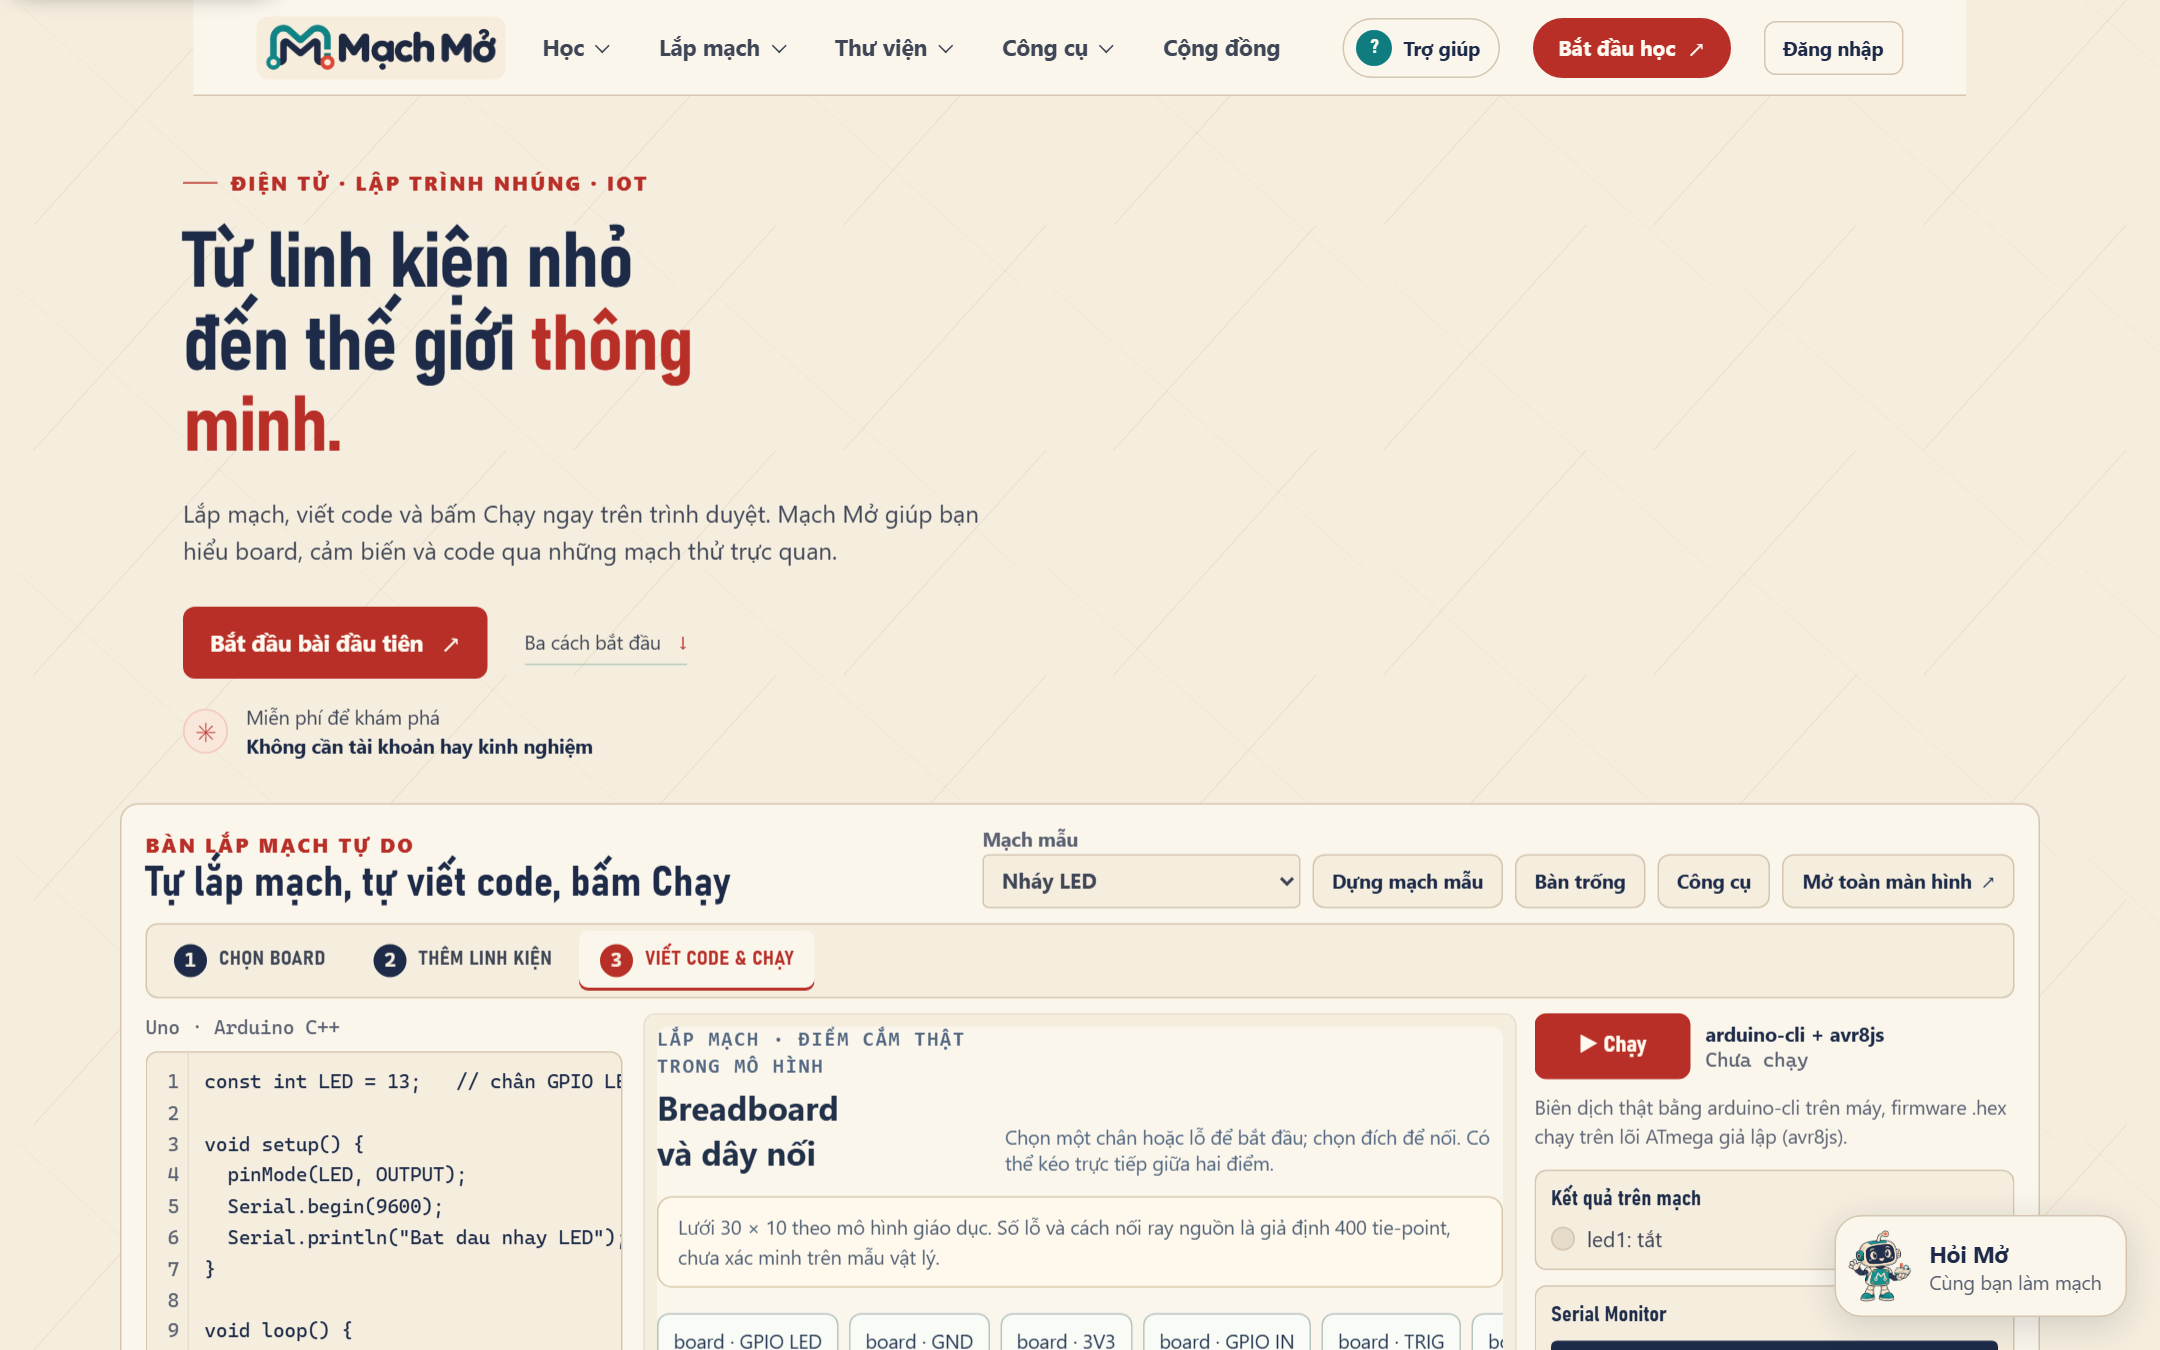 Mạch Mở
Học
Lắp mạch
Thư viện
Công cụ
Cộng đồng
? Trợ giúp
Bắt đầu học ↗
Đăng nhập
ĐIỆN TỬ · LẬP TRÌNH NHÚNG · IOT
Từ linh kiện nhỏ
đến thế giới thông
minh.
Lắp mạch, viết code và bấm Chạy ngay trên trình duyệt. Mạch Mở giúp bạn
hiểu board, cảm biến và code qua những mạch thử trực quan.
Bắt đầu bài đầu tiên ↗
Ba cách bắt đầu ↓
Miễn phí để khám phá
Không cần tài khoản hay kinh nghiệm
BÀN LẮP MẠCH TỰ DO
Tự lắp mạch, tự viết code, bấm Chạy
Mạch mẫu
Nháy LED
Dựng mạch mẫu
Bàn trống
Công cụ
Mở toàn màn hình ↗
1 CHỌN BOARD
2 THÊM LINH KIỆN
3 VIẾT CODE & CHẠY
Uno · Arduino C++
1 const int LED = 13; // chân GPIO LE
2
3 void setup() {
4 pinMode(LED, OUTPUT);
5 Serial.begin(9600);
6 Serial.println("Bat dau nhay LED");
7 }
8
9 void loop() {
LẮP MẠCH · ĐIỂM CẮM THẬT
TRONG MÔ HÌNH
Breadboard
và dây nối
Chọn một chân hoặc lỗ để bắt đầu; chọn đích để nối. Có
thể kéo trực tiếp giữa hai điểm.
Lưới 30 × 10 theo mô hình giáo dục. Số lỗ và cách nối ray nguồn là giả định 400 tie-point,
chưa xác minh trên mẫu vật lý.
board · GPIO LED
board · GND
board · 3V3
board · GPIO IN
board · TRIG
▶ Chạy
arduino-cli + avr8js
Chưa chạy
Biên dịch thật bằng arduino-cli trên máy, firmware .hex
chạy trên lõi ATmega giả lập (avr8js).
Kết quả trên mạch
led1: tắt
Serial Monitor
Hỏi Mở
Cùng bạn làm mạch